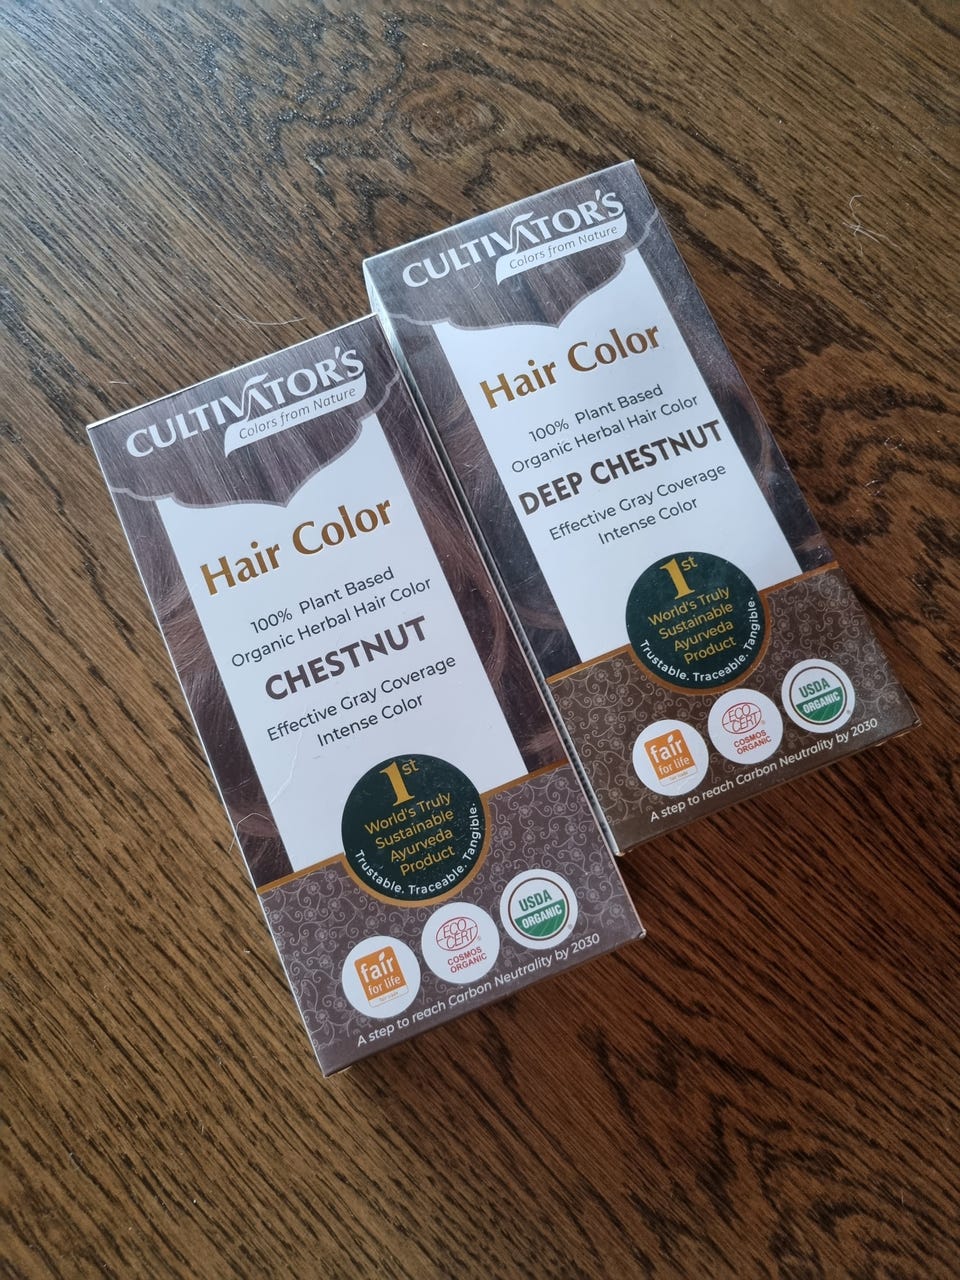 CULTIVATOR'S
Colors from Nature
Hair Color
100% Plant Based
Organic Herbal Hair Color
CHESTNUT
Effective Gray Coverage
Intense Color
1st
World's Truly
Sustainable
Ayurveda
Product
Trustable. Traceable. Tangible.
fair
for life
fair trade
ECO
CERT
COSMOS
ORGANIC
USDA
ORGANIC
A step to reach Carbon Neutrality by 2030
CULTIVATOR'S
Colors from Nature
Hair Color
100% Plant Based
Organic Herbal Hair Color
DEEP CHESTNUT
Effective Gray Coverage
Intense Color
1st
World's Truly
Sustainable
Ayurveda
Product
Trustable. Traceable. Tangible.
fair
for life
fair trade
ECO
CERT
COSMOS
ORGANIC
USDA
ORGANIC
A step to reach Carbon Neutrality by 2030